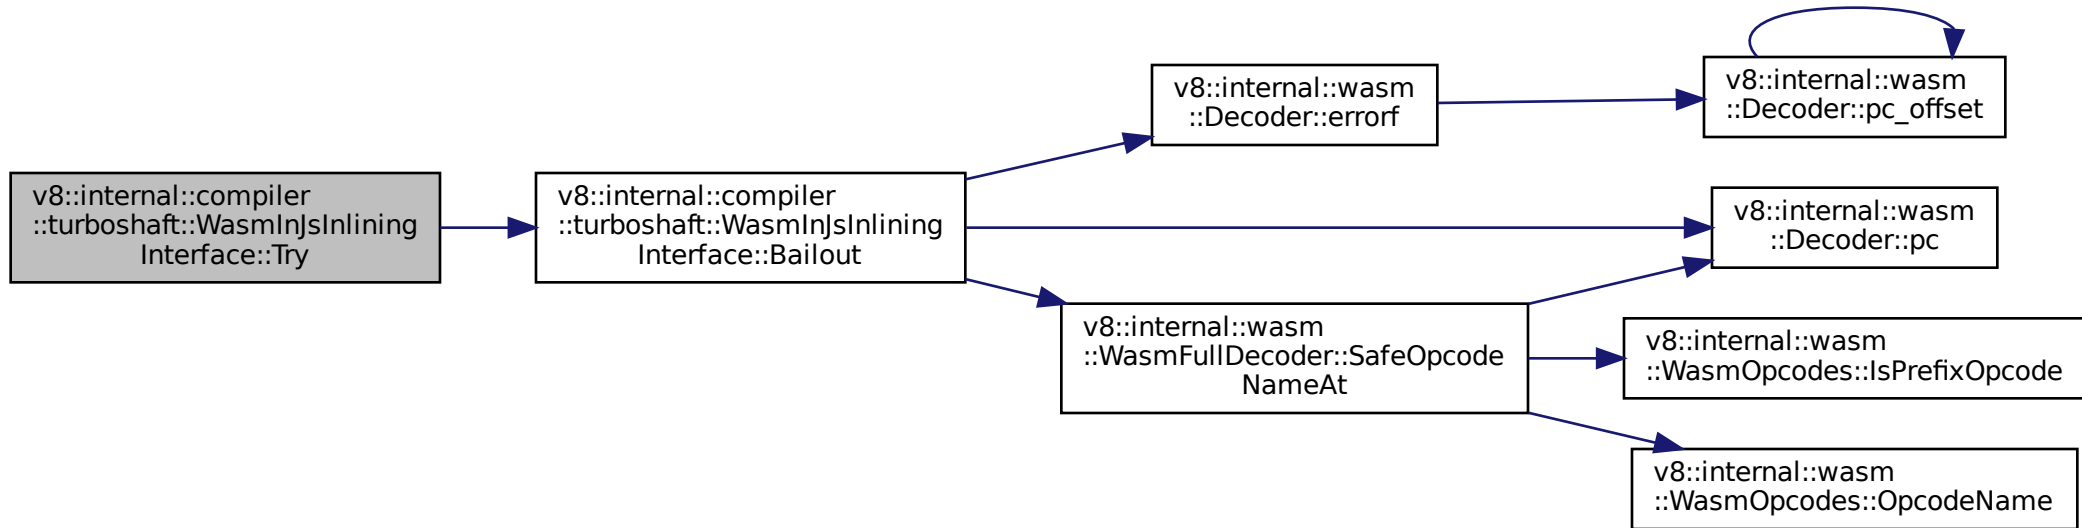 v8::internal::compiler
::turboshaft::WasmInJsInlining
Interface::Try
v8::internal::compiler
::turboshaft::WasmInJsInlining
Interface::Bailout
v8::internal::wasm
::Decoder::errorf
v8::internal::wasm
::Decoder::pc_offset
v8::internal::wasm
::Decoder::pc
v8::internal::wasm
::WasmFullDecoder::SafeOpcode
NameAt
v8::internal::wasm
::WasmOpcodes::IsPrefixOpcode
v8::internal::wasm
::WasmOpcodes::OpcodeName